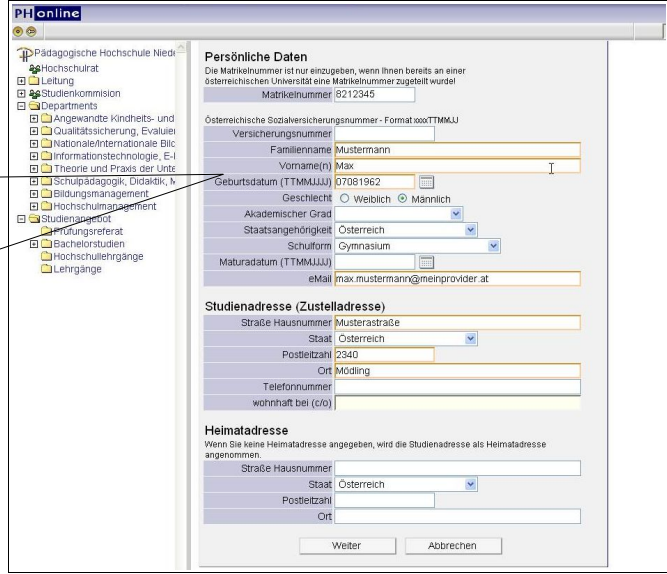 PHonline
Pädagogische Hochschule Niede
Hochschulrat
Leitung
Studienkommision
Departments
Angewandte Kindheits- und
Qualitätssicherung, Evaluier
Nationale/Internationale Bild
Informationstechnologie, E-l
Theorie und Praxis der Unte
Schulpädagogik, Didaktik, M
Bildungsmanagement
Hochschulmanagement
Studienangebot
Prüfungsreferat
Bachelorstudien
Hochschullehrgänge
Lehrgänge
Persönliche Daten
Die Matrikelnummer ist nur einzugeben, wenn Ihnen bereits an einer
österreichischen Universität eine Matrikelnummer zugeteilt wurde!
Matrikelnummer 8212345
Österreichische Sozialversicherungsnummer - Format xxxxTTMMJJ
Versicherungsnummer
Familienname Mustermann
Vorname(n) Max
Geburtsdatum (TTMMJJJJ) 07081962
Geschlecht Weiblich Männlich
Akademischer Grad
Staatsangehörigkeit Österreich
Schulform Gymnasium
Maturadatum (TTMMJJJJ)
eMail max.mustermann@meinprovider.at
Studienadresse (Zustelladresse)
Straße Hausnummer Musterastraße
Staat Österreich
Postleitzahl 2340
Ort Mödling
Telefonnummer
wohnhaft bei (c/o)
Heimatadresse
Wenn Sie keine Heimatadresse angegeben, wird die Studienadresse als Heimatadresse
angenommen.
Straße Hausnummer
Staat Österreich
Postleitzahl
Ort
Weiter Abbrechen